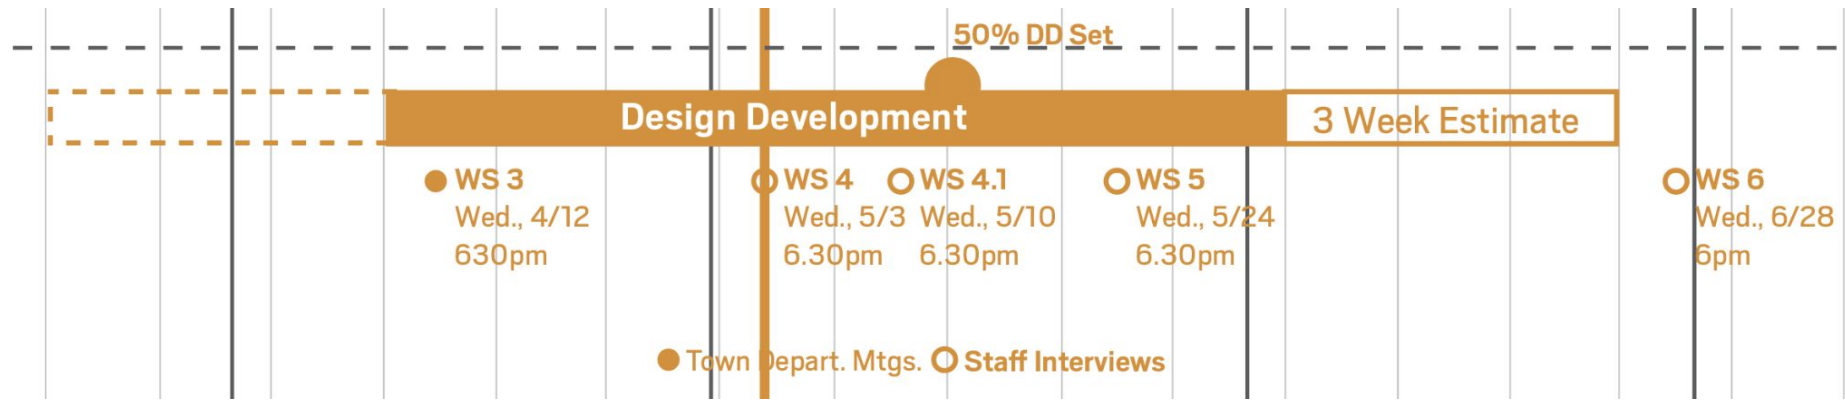 50% DD Set
Design Development
3 Week Estimate
WS 3
Wed., 4/12
630pm
WS 4
Wed., 5/3
6.30pm
WS 4.1
Wed., 5/10
6.30pm
WS 5
Wed., 5/24
6.30pm
WS 6
Wed., 6/28
6pm
Town Depart. Mtgs.
Staff Interviews